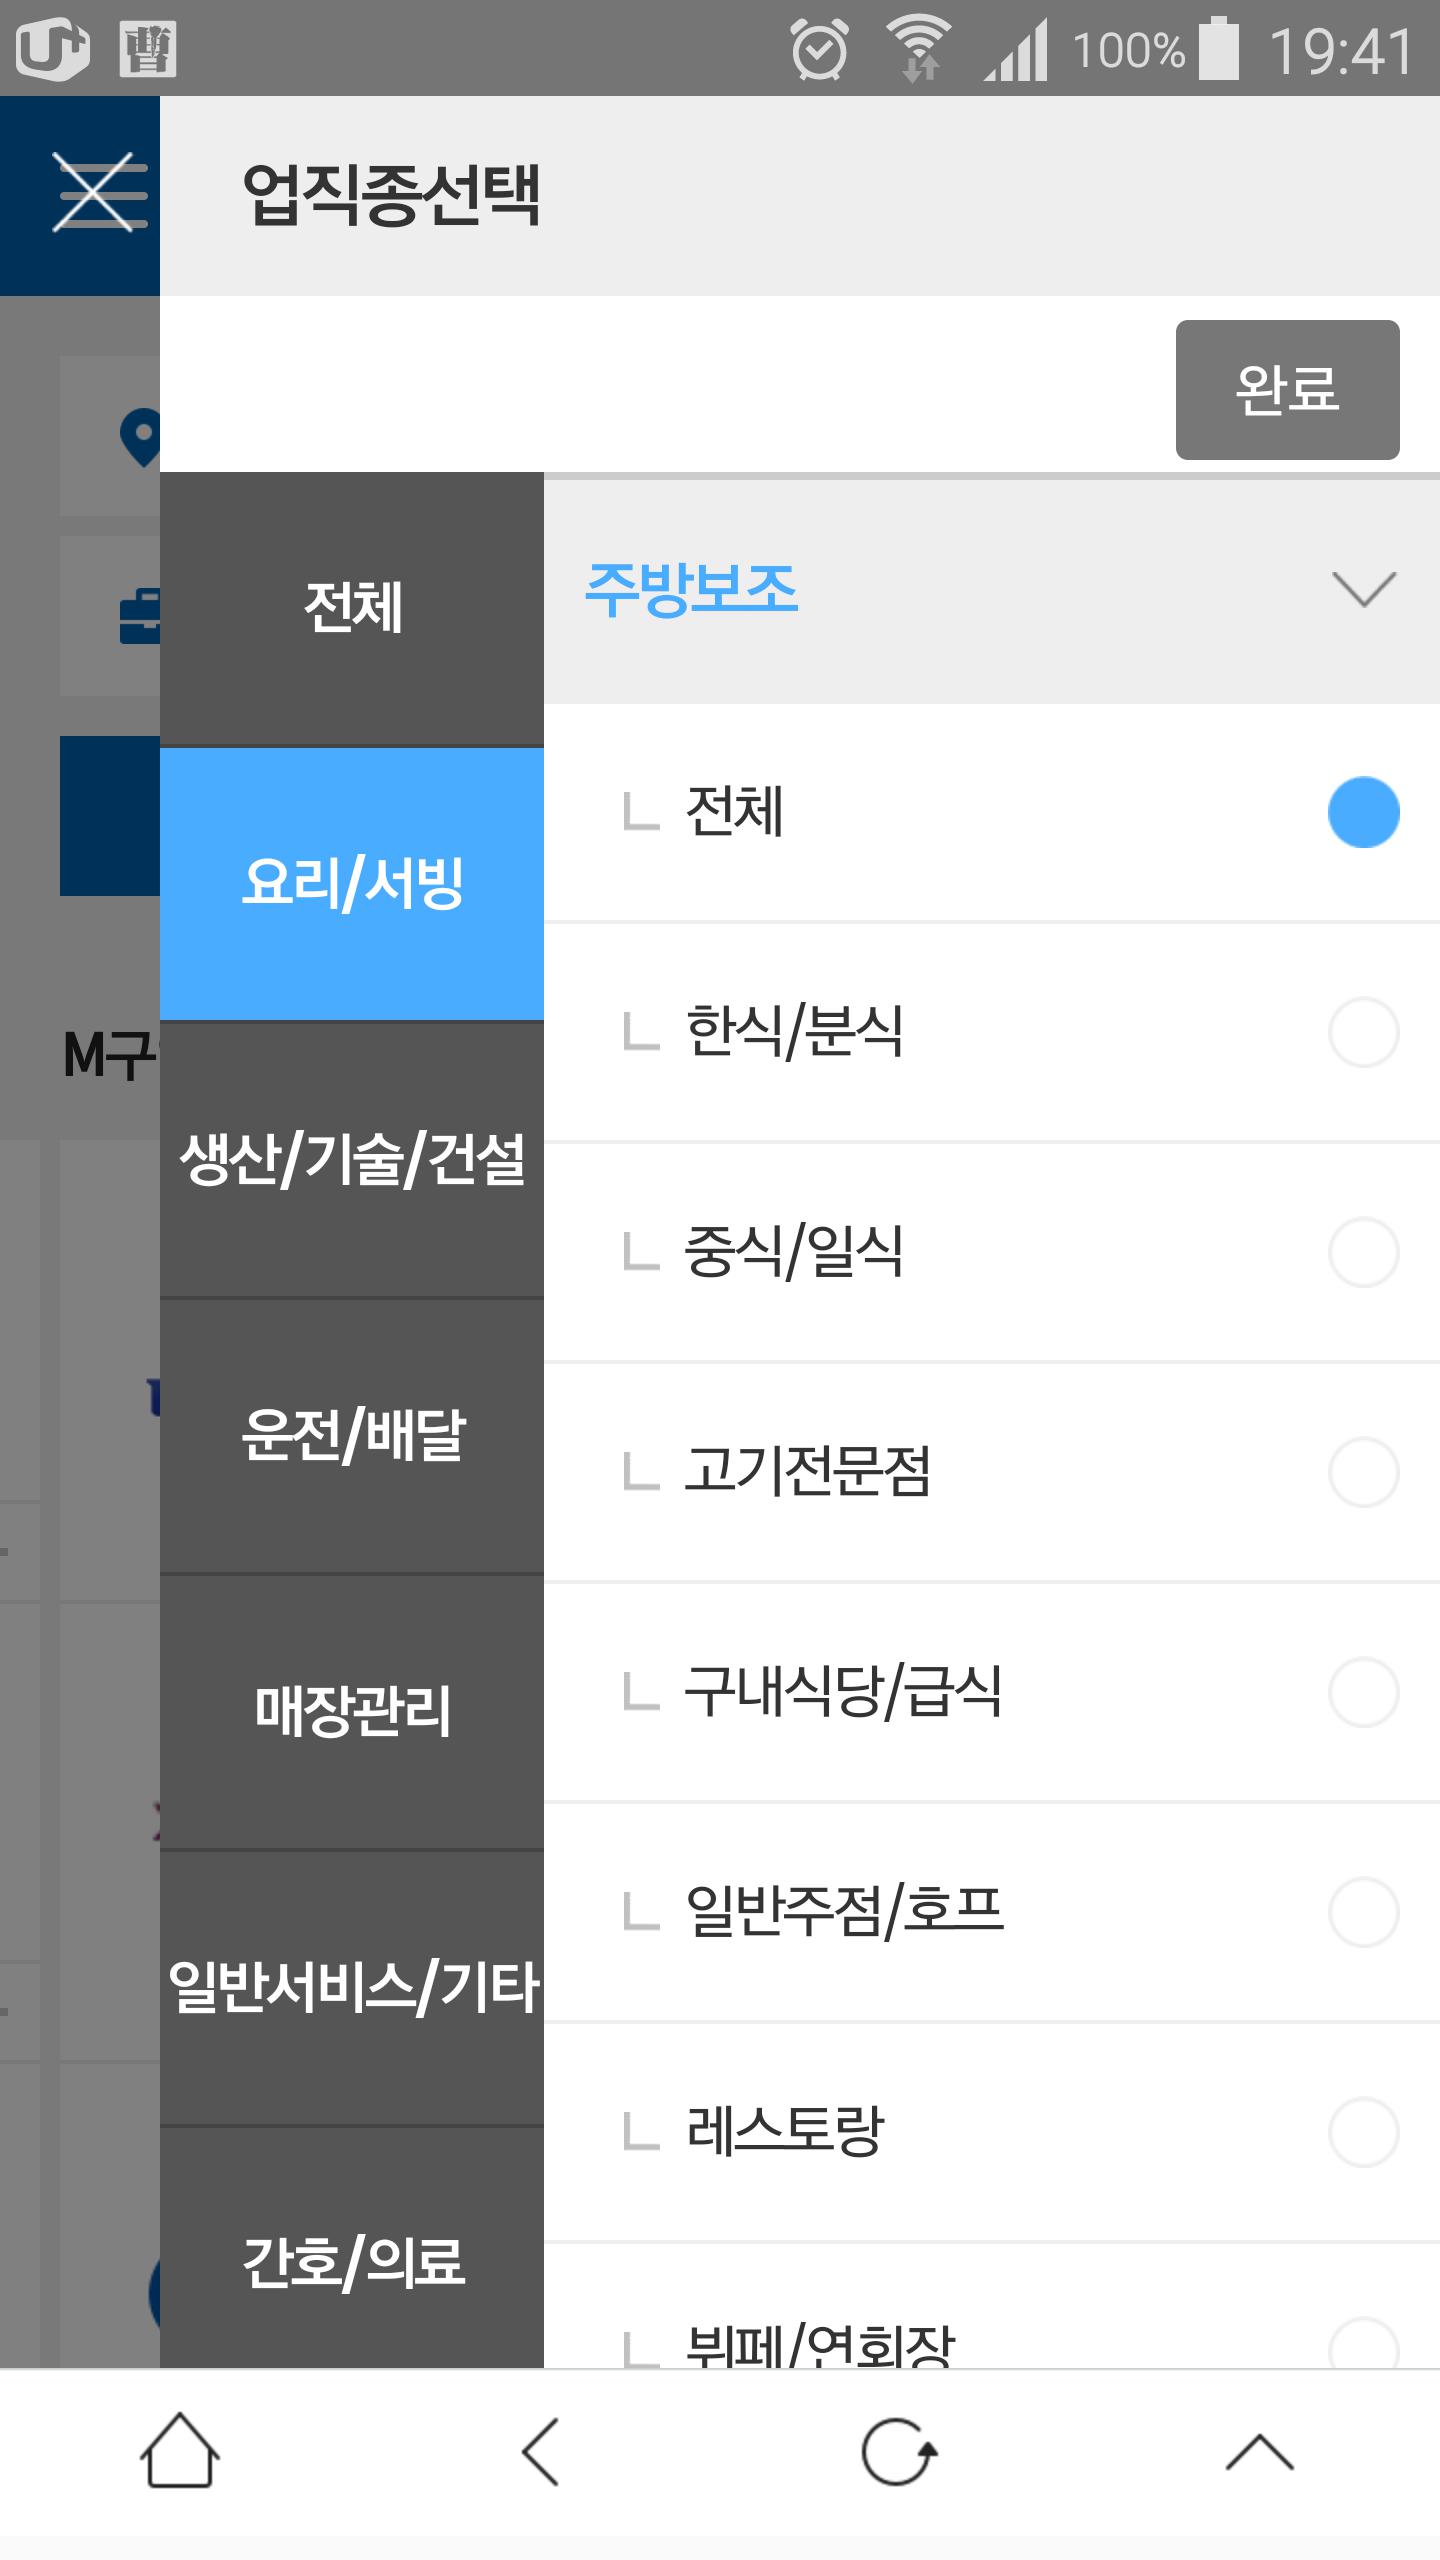 100% 19:41
업직종선택
완료
전체
요리/서빙
생산/기술/건설
운전/배달
매장관리
일반서비스/기타
간호/의료
주방보조
전체
한식/분식
중식/일식
고기전문점
구내식당/급식
일반주점/호프
레스토랑
뷔페/연회장
M구